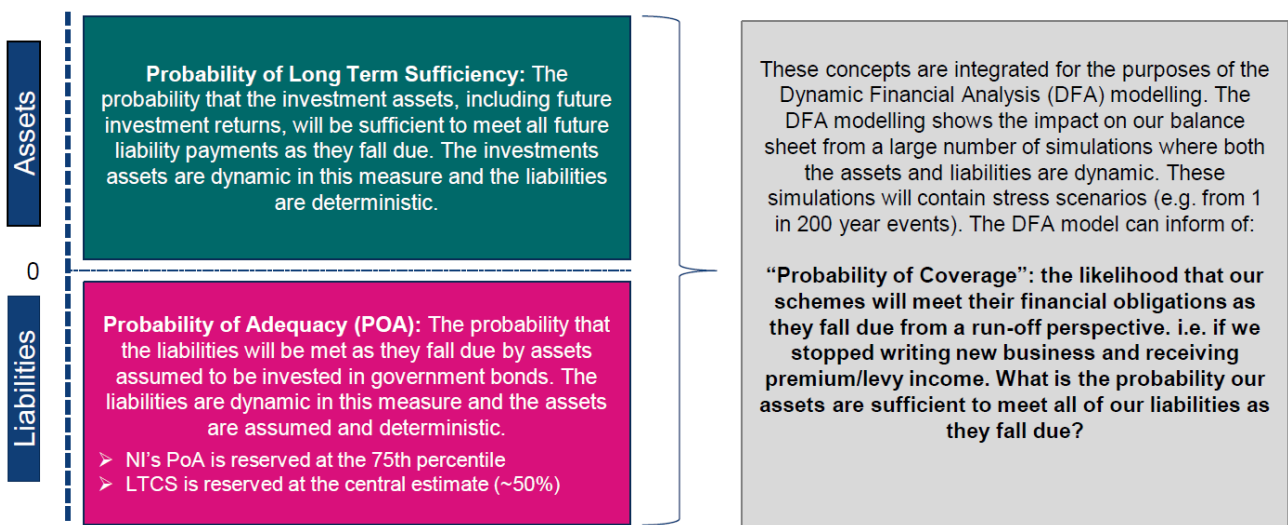 Assets
0
Liabilities
Probability of Long Term Sufficiency: The
probability that the investment assets, including future
investment returns, will be sufficient to meet all future
liability payments as they fall due. The investments
assets are dynamic in this measure and the liabilities
are deterministic.
Probability of Adequacy (POA): The probability that
the liabilities will be met as they fall due by assets
assumed to be invested in government bonds. The
liabilities are dynamic in this measure and the assets
are assumed and deterministic.
➢ NI's PoA is reserved at the 75th percentile
➢ LTCS is reserved at the central estimate (~50%)
These concepts are integrated for the purposes of the
Dynamic Financial Analysis (DFA) modelling. The
DFA modelling shows the impact on our balance
sheet from a large number of simulations where both
the assets and liabilities are dynamic. These
simulations will contain stress scenarios (e.g. from 1
in 200 year events). The DFA model can inform of:
“Probability of Coverage”: the likelihood that our
schemes will meet their financial obligations as
they fall due from a run-off perspective. i.e. if we
stopped writing new business and receiving
premium/levy income. What is the probability our
assets are sufficient to meet all of our liabilities as
they fall due?